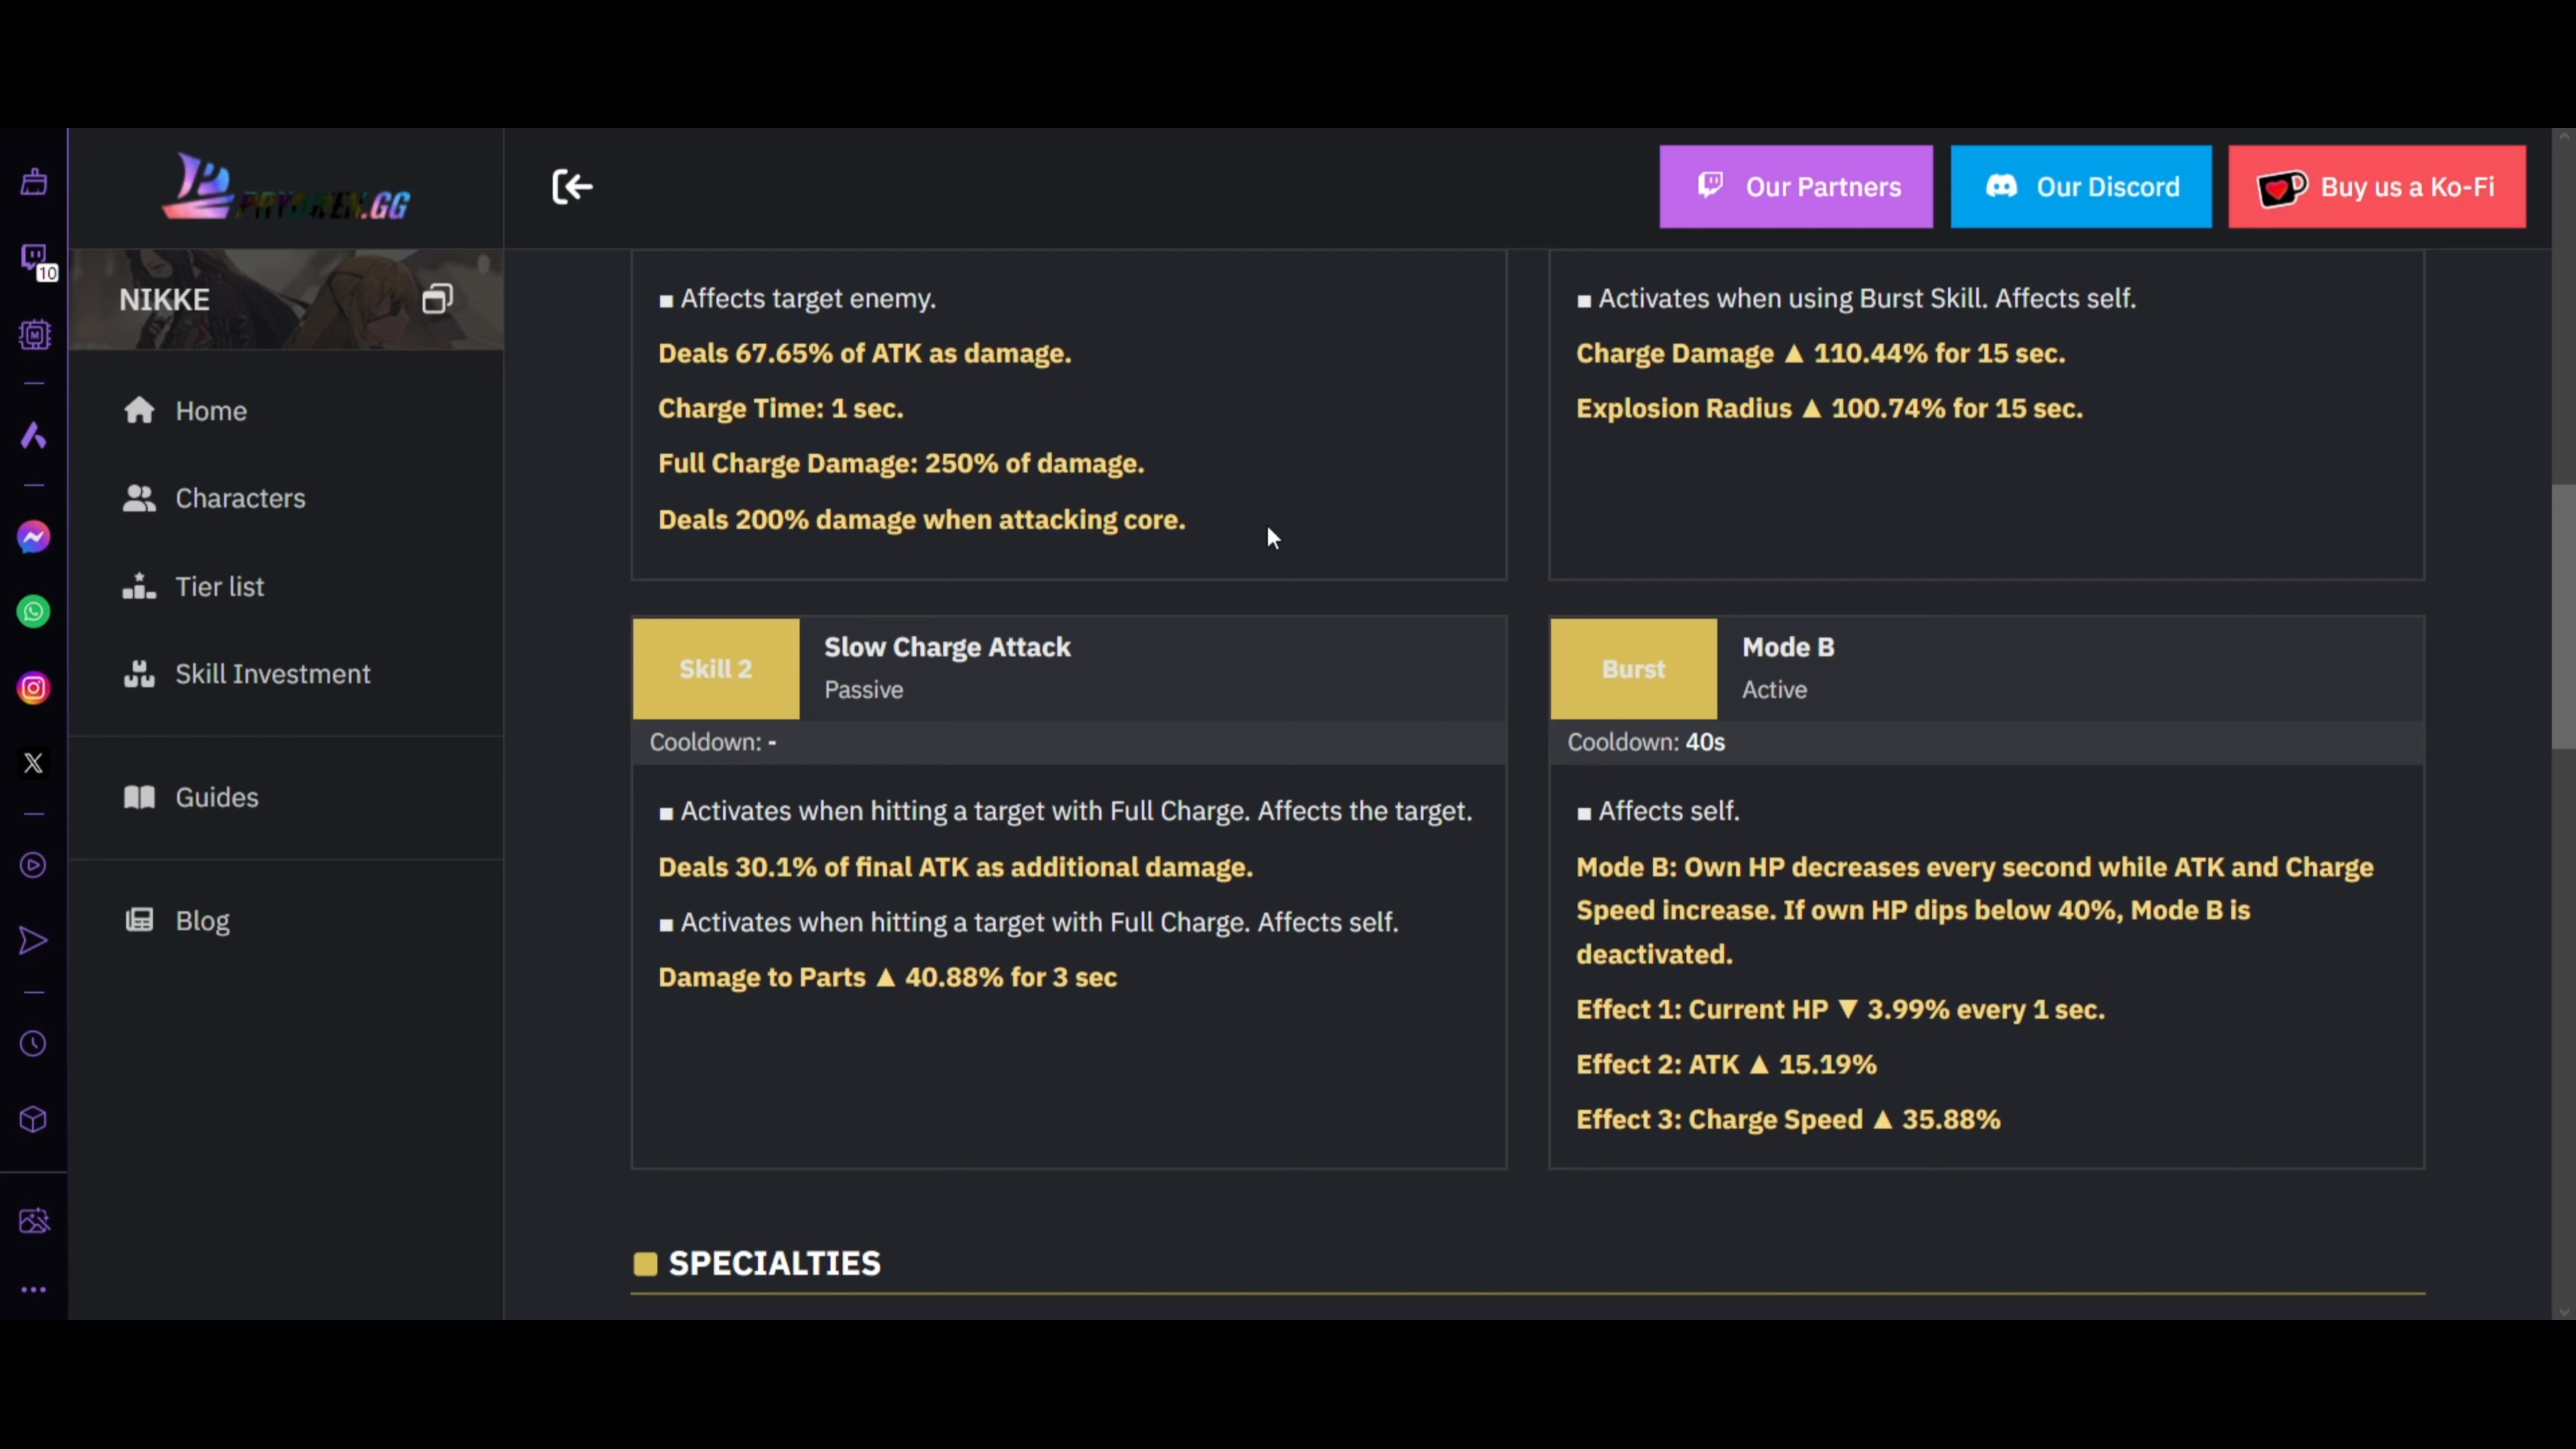 PRYDWEN.GG
Our Partners
Our Discord
Buy us a Ko-Fi
10
NIKKE
Home
Characters
Tier list
Skill Investment
Guides
Blog
■ Affects target enemy.
Deals 67.65% of ATK as damage.
Charge Time: 1 sec.
Full Charge Damage: 250% of damage.
Deals 200% damage when attacking core.
■ Activates when using Burst Skill. Affects self.
Charge Damage ▲ 110.44% for 15 sec.
Explosion Radius ▲ 100.74% for 15 sec.
Skill 2
Slow Charge Attack
Passive
Cooldown: -
■ Activates when hitting a target with Full Charge. Affects the target.
Deals 30.1% of final ATK as additional damage.
■ Activates when hitting a target with Full Charge. Affects self.
Damage to Parts ▲ 40.88% for 3 sec
Burst
Mode B
Active
Cooldown: 40s
■ Affects self.
Mode B: Own HP decreases every second while ATK and Charge
Speed increase. If own HP dips below 40%, Mode B is
deactivated.
Effect 1: Current HP ▼ 3.99% every 1 sec.
Effect 2: ATK ▲ 15.19%
Effect 3: Charge Speed ▲ 35.88%
SPECIALTIES